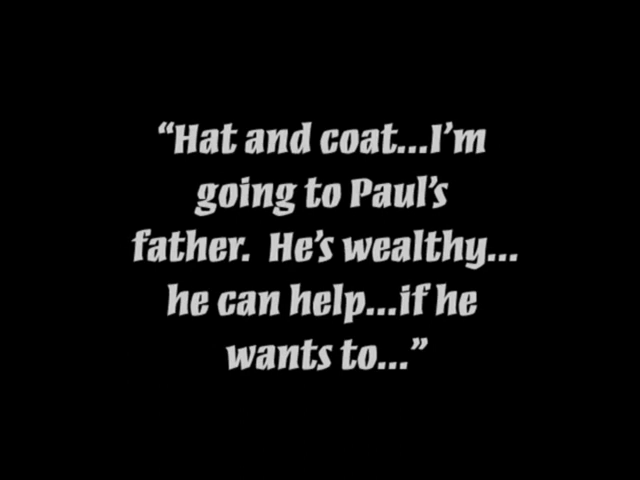 “Hat and coat...I’m
going to Paul’s
father.  He’s wealthy...
he can help...if he
wants to...”